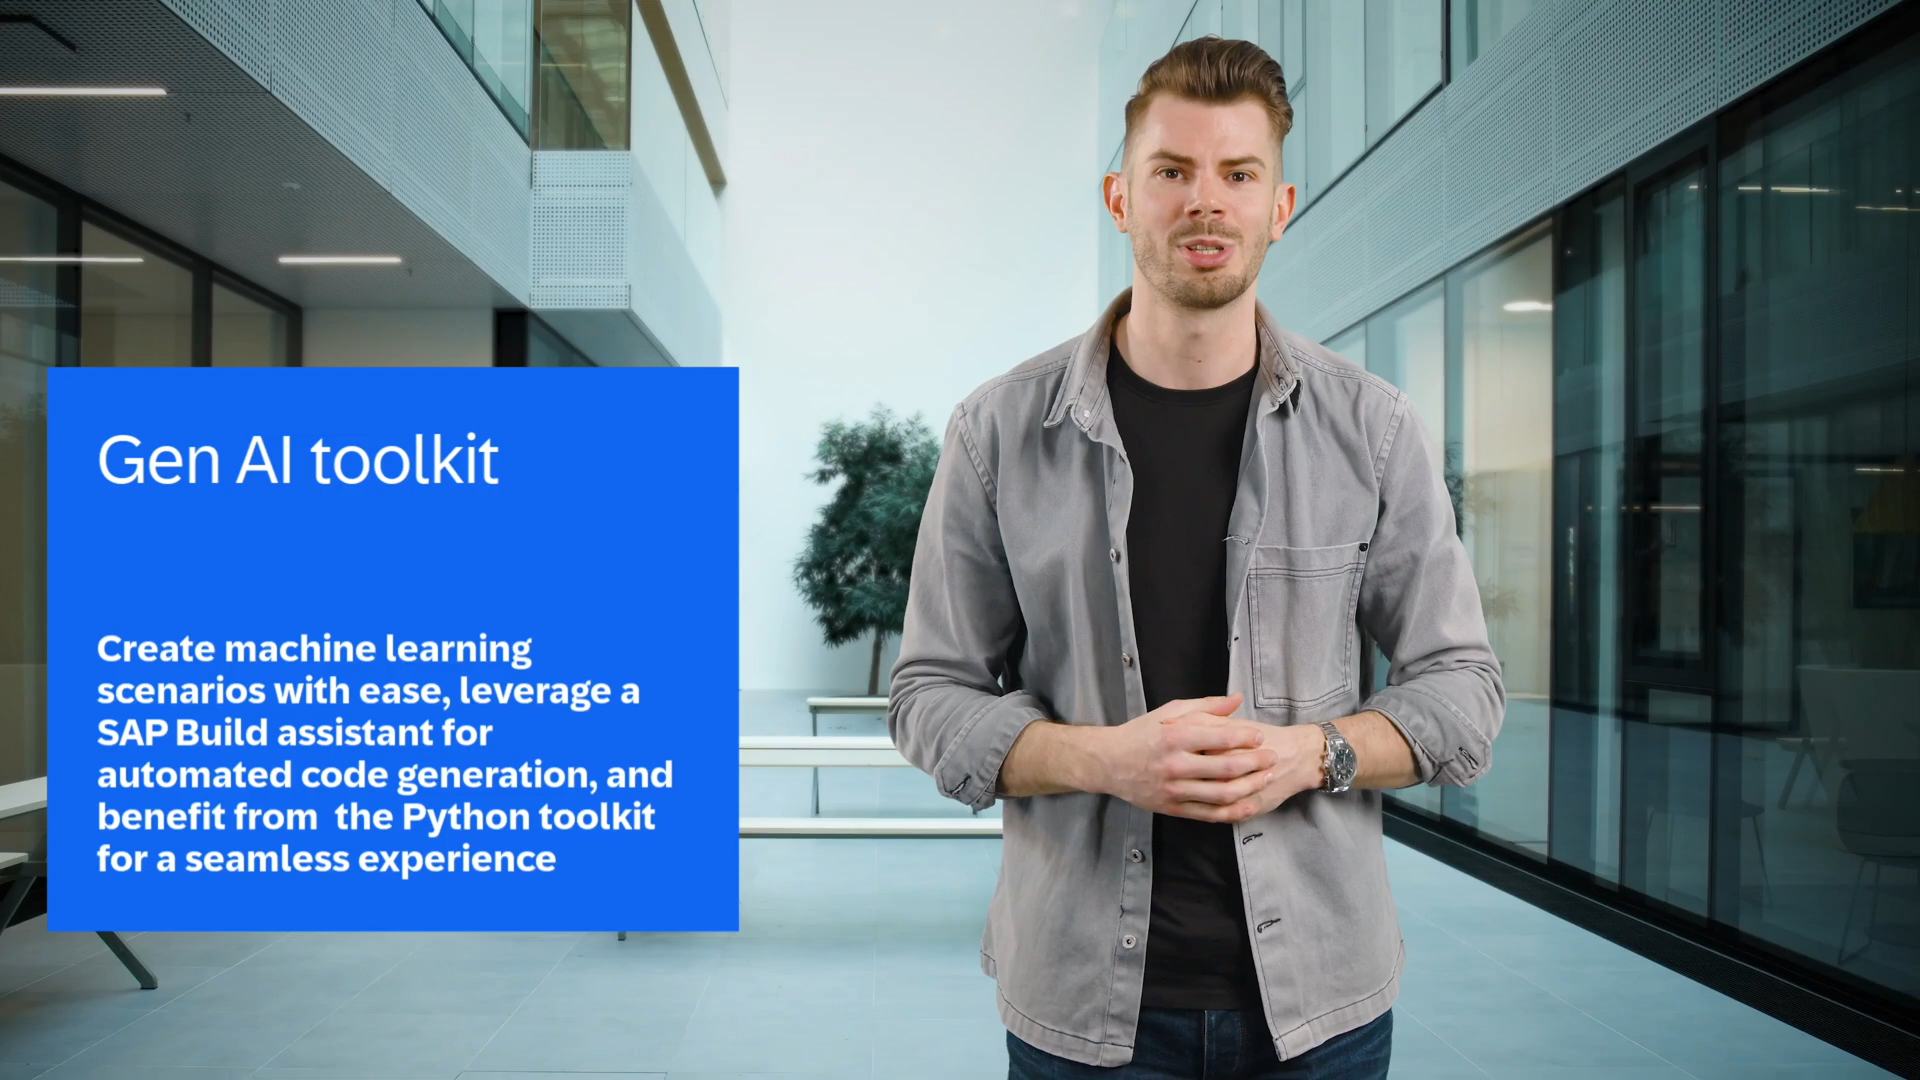 Gen AI toolkit
Create machine learning
scenarios with ease, leverage a
SAP Build assistant for
automated code generation, and
benefit from  the Python toolkit
for a seamless experience